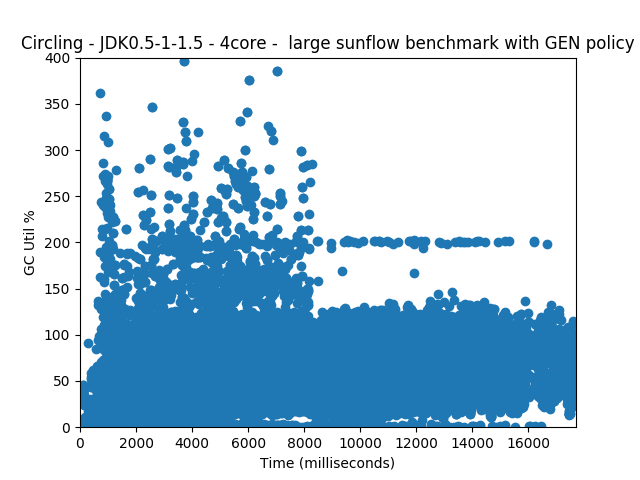 Circling - JDK0.5-1-1.5 - 4core -  large sunflow benchmark with GEN policy
400
350
300
250
200
150
100
50
0
GC Util %
0 2000 4000 6000 8000 10000 12000 14000 16000
Time (milliseconds)